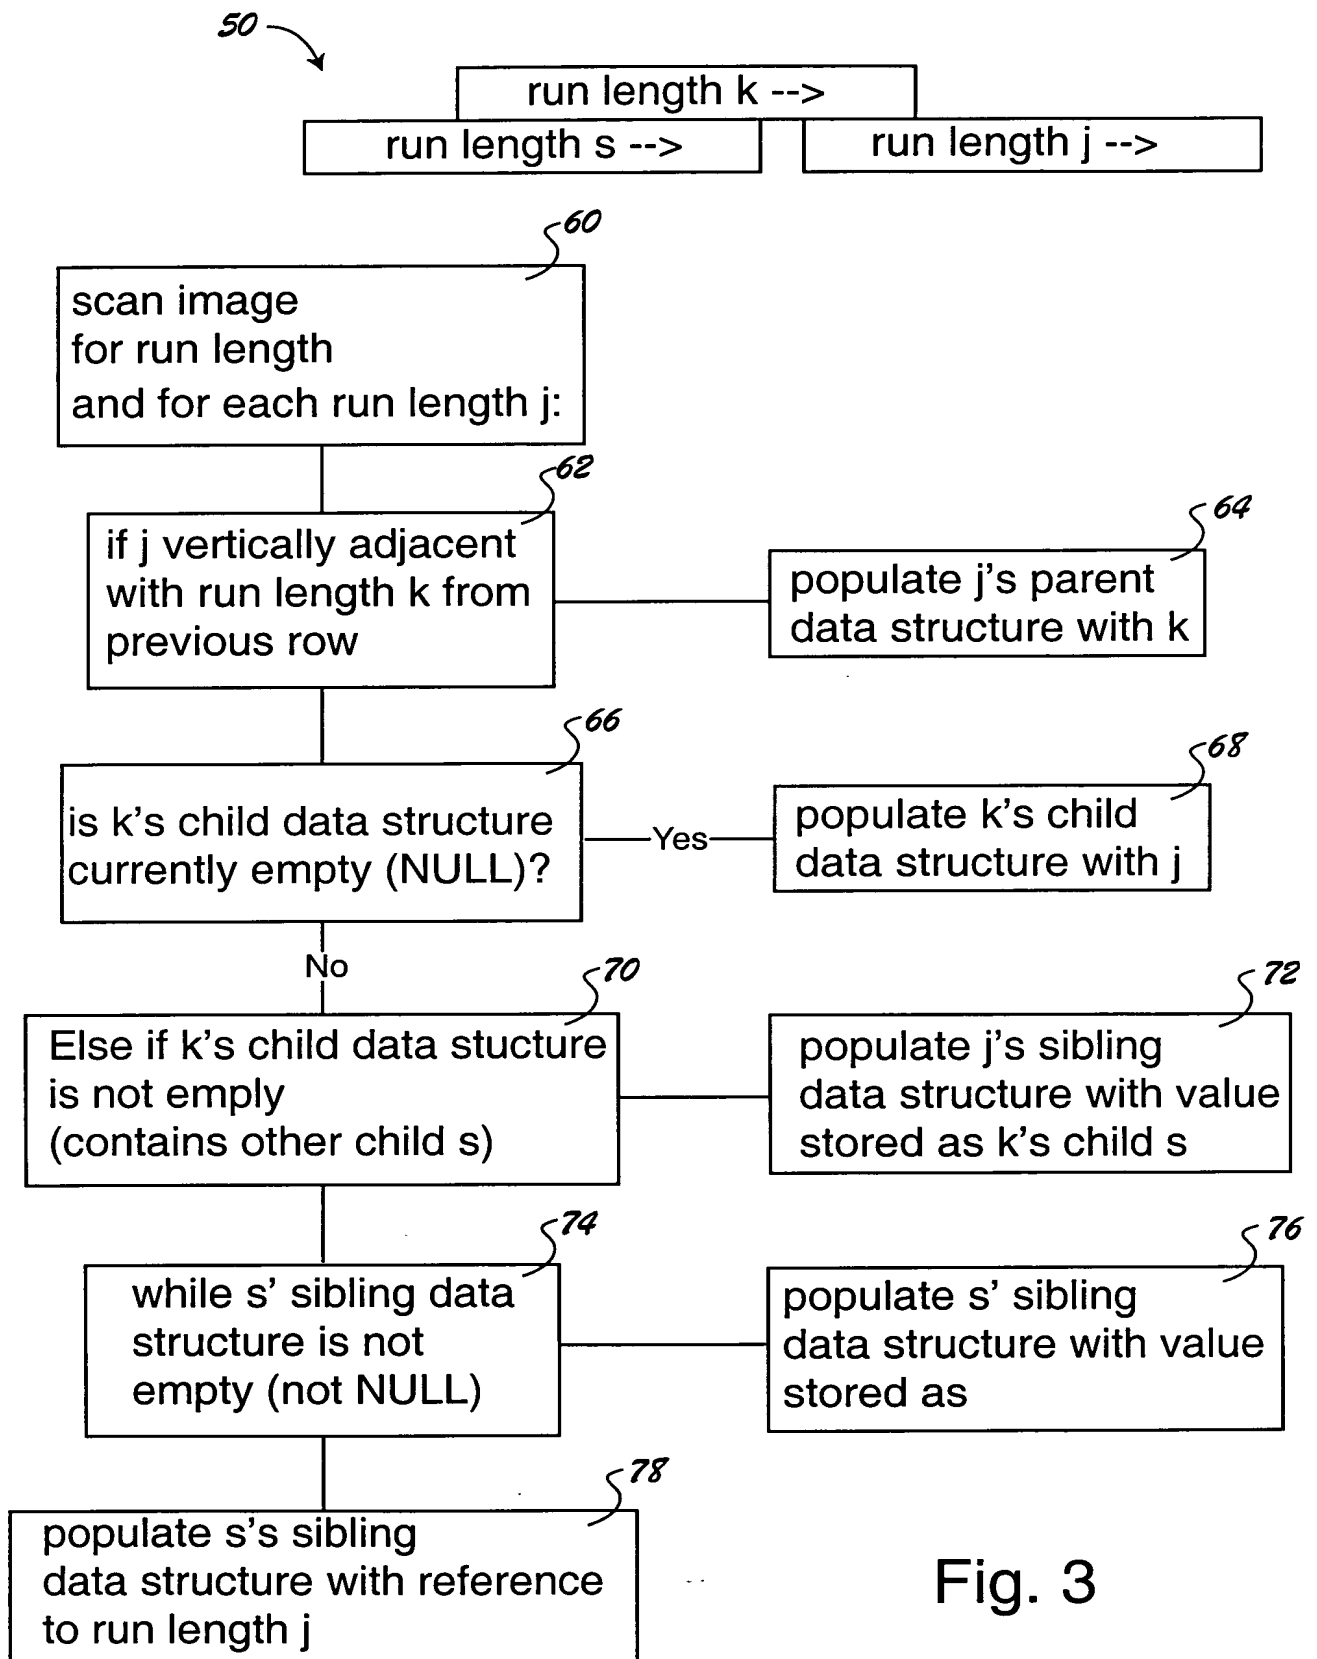 50
run length k -->
run length s -->
run length j -->
60
scan image
for run length
and for each run length j:
62
if j vertically adjacent
with run length k from
previous row
64
populate j's parent
data structure with k
66
is k's child data structure
currently empty (NULL)?
Yes
68
populate k's child
data structure with j
No
70
Else if k's child data stucture
is not emply
(contains other child s)
72
populate j's sibling
data structure with value
stored as k's child s
74
while s' sibling data
structure is not
empty (not NULL)
76
populate s' sibling
data structure with value
stored as
78
populate s's sibling
data structure with reference
to run length j
Fig. 3